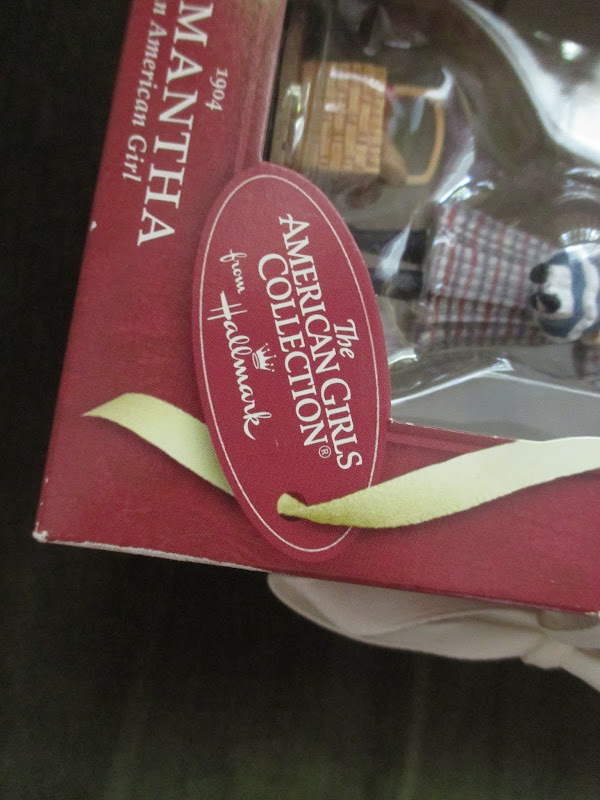 1904
MANTHA
n American Girl
The
AMERICAN GIRLS
COLLECTION®
from Hallmark